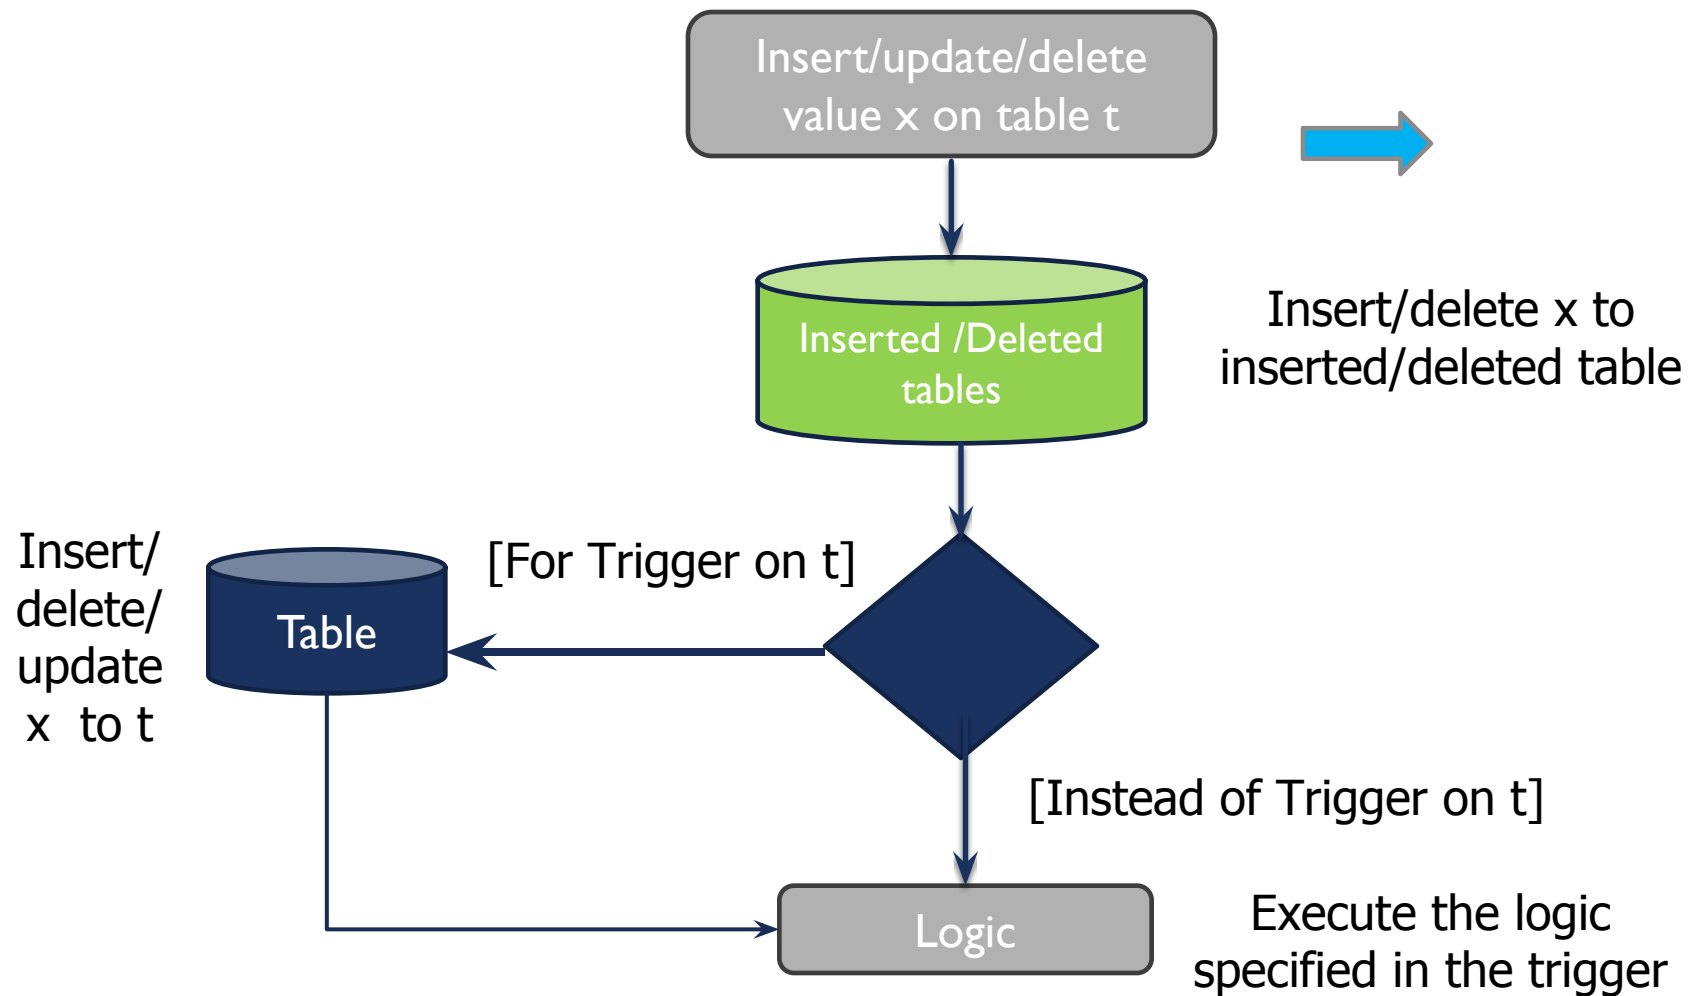 Insert/update/delete
value x on table t
Inserted /Deleted
tables
Insert/delete x to
inserted/deleted table
Insert/
delete/
update
x to t
Table
[For Trigger on t]
[Instead of Trigger on t]
Logic
Execute the logic
specified in the trigger